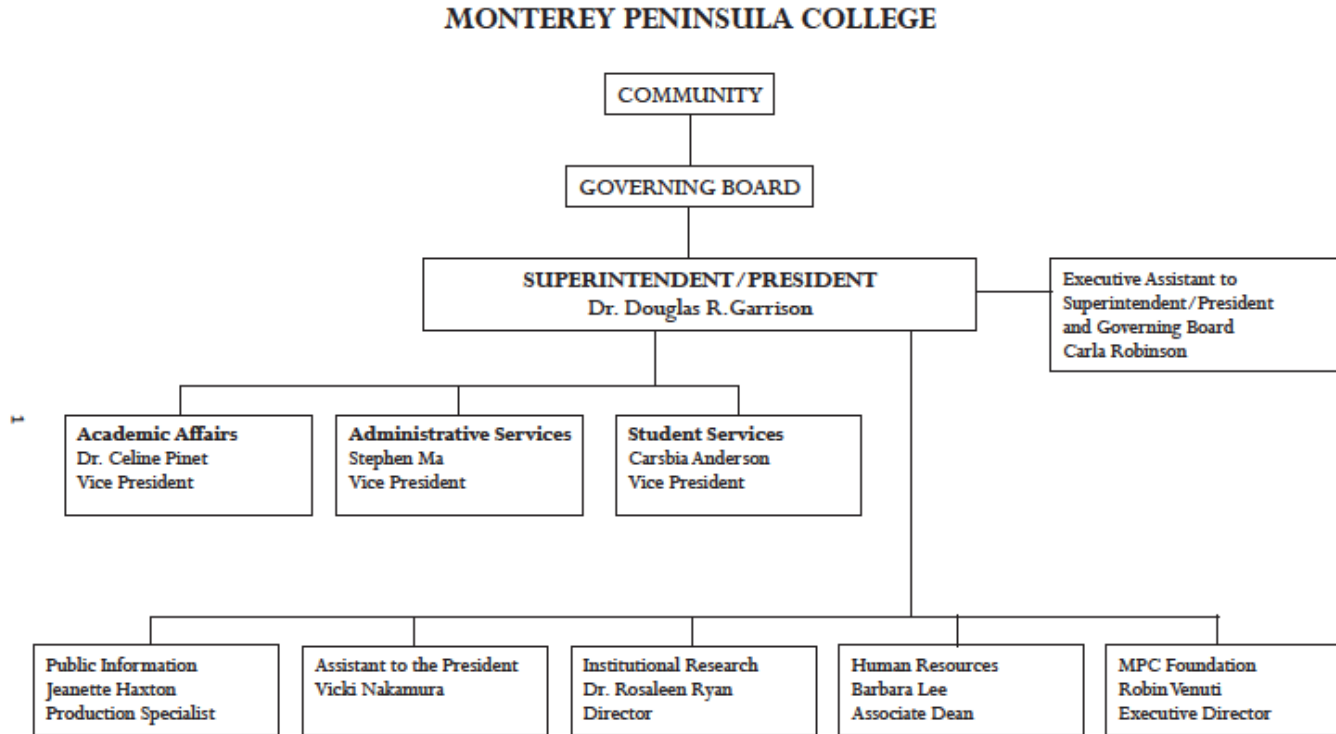 MONTEREY PENINSULA COLLEGE
COMMUNITY
GOVERNING BOARD
SUPERINTENDENT/PRESIDENT
Dr. Douglas R. Garrison
Executive Assistant to
Superintendent/President
and Governing Board
Carla Robinson
1
Academic Affairs
Dr. Celine Pinet
Vice President
Administrative Services
Stephen Ma
Vice President
Student Services
Carsbia Anderson
Vice President
Public Information
Jeanette Haxton
Production Specialist
Assistant to the President
Vicki Nakamura
Institutional Research
Dr. Rosaleen Ryan
Director
Human Resources
Barbara Lee
Associate Dean
MPC Foundation
Robin Venuti
Executive Director